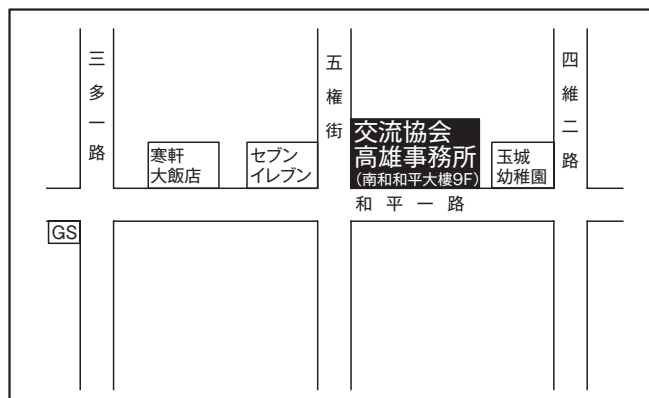 三多一路
五権街
四維二路
寒軒
大飯店
セブン
イレブン
交流協会
高雄事務所
(南和和平大樓9F)
玉城
幼稚園
和平一路
GS